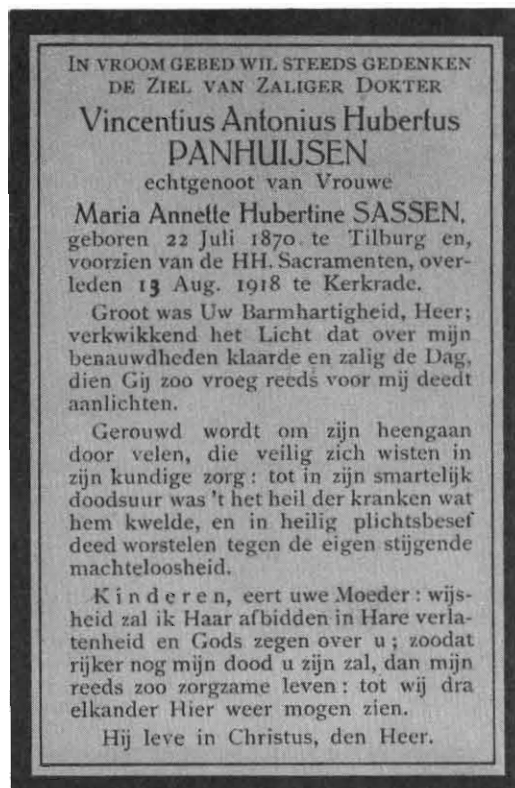 IN VROOM GEBED WIL STEEDS GEDENKEN
DE ZIEL VAN ZALIGER DOKTER
Vincentius Antonius Hubertus
PANHUIJSEN
echtgenoot van Vrouwe
Maria Annette Hubertine SASSEN,
geboren 22 Juli 1870 te Tilburg en,
voorzien van de HH. Sacramenten, over-
leden 13 Aug. 1918 te Kerkrade.
Groot was Uw Barmhartigheid, Heer;
verkwikkend het Licht dat over mijn
benauwdheden klaarde en zalig de Dag,
dien Gij zoo vroeg reeds voor mij deedt
aanlichten.
Gerouwd wordt om zijn heengaan
door velen, die veilig zich wisten in
zijn kundige zorg: tot in zijn smartelijk
doodsuur was 't het heil der kranken wat
hem kwelde, en in heilig plichtsbesef
deed worstelen tegen de eigen stijgende
machteloosheid.
Kinderen, eert uwe Moeder: wijs-
heid zal ik Haar afbidden in Hare verla-
tenheid en Gods zegen over u; zoodat
rijker nog mijn dood u zijn zal, dan mijn
reeds zoo zorgzame leven: tot wij dra
elkander Hier weer mogen zien.
Hij leve in Christus, den Heer.